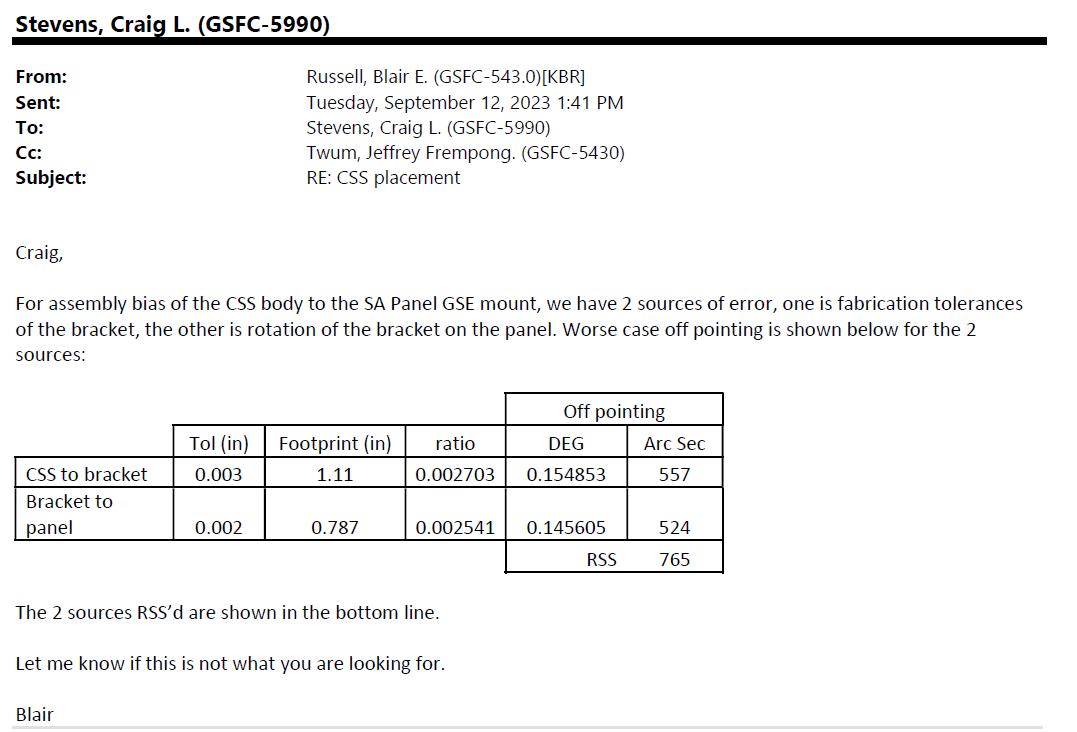 Stevens, Craig L. (GSFC-5990)
From: Russell, Blair E. (GSFC-543.0)[KBR]
Sent: Tuesday, September 12, 2023 1:41 PM
To: Stevens, Craig L. (GSFC-5990)
Cc: Twum, Jeffrey Frempong. (GSFC-5430)
Subject: RE: CSS placement
Craig,
For assembly bias of the CSS body to the SA Panel GSE mount, we have 2 sources of error, one is fabrication tolerances
of the bracket, the other is rotation of the bracket on the panel. Worse case off pointing is shown below for the 2
sources:
Off pointing
Tol (in) Footprint (in) ratio DEG Arc Sec
CSS to bracket 0.003 1.11 0.002703 0.154853 557
Bracket to
panel 0.002 0.787 0.002541 0.145605 524
RSS 765
The 2 sources RSS’d are shown in the bottom line.
Let me know if this is not what you are looking for.
Blair